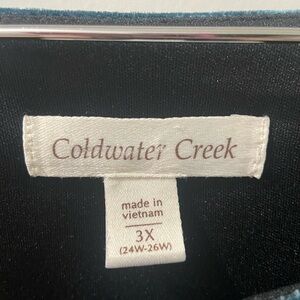 Coldwater Creek
made in
vietnam
3X
(24W-26W)